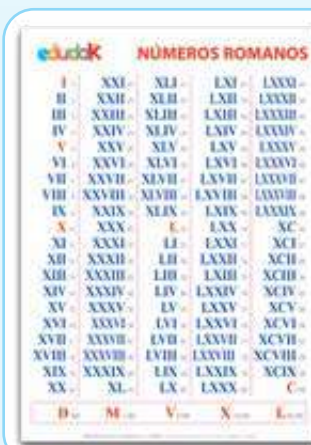 edudoK NÚMEROS ROMANOS
I XXI XLI LXI LXXXI
II XXII XLII LXII LXXXII
III XXIII XLIII LXIII LXXXIII
IV XXIV XLIV LXIV LXXXIV
V XXV XLV LXV LXXXV
VI XXVI XLVI LXVI LXXXVI
VII XXVII XLVII LXVII LXXXVII
VIII XXVIII XLVIII LXVIII LXXXVIII
IX XXIX XLIX LXIX LXXXIX
X XXX L LXX XC
XI XXXI LI LXXI XCI
XII XXXII LII LXXII XCII
XIII XXXIII LIII LXXIII XCIII
XIV XXXIV LIV LXXIV XCIV
XV XXXV LV LXXV XCV
XVI XXXVI LVI LXXVI XCVI
XVII XXXVII LVII LXXVII XCVII
XVIII XXXVIII LVIII LXXVIII XCVIII
XIX XXXIX LIX LXXIX XCIX
XX XL LX LXXX C
D M V X L